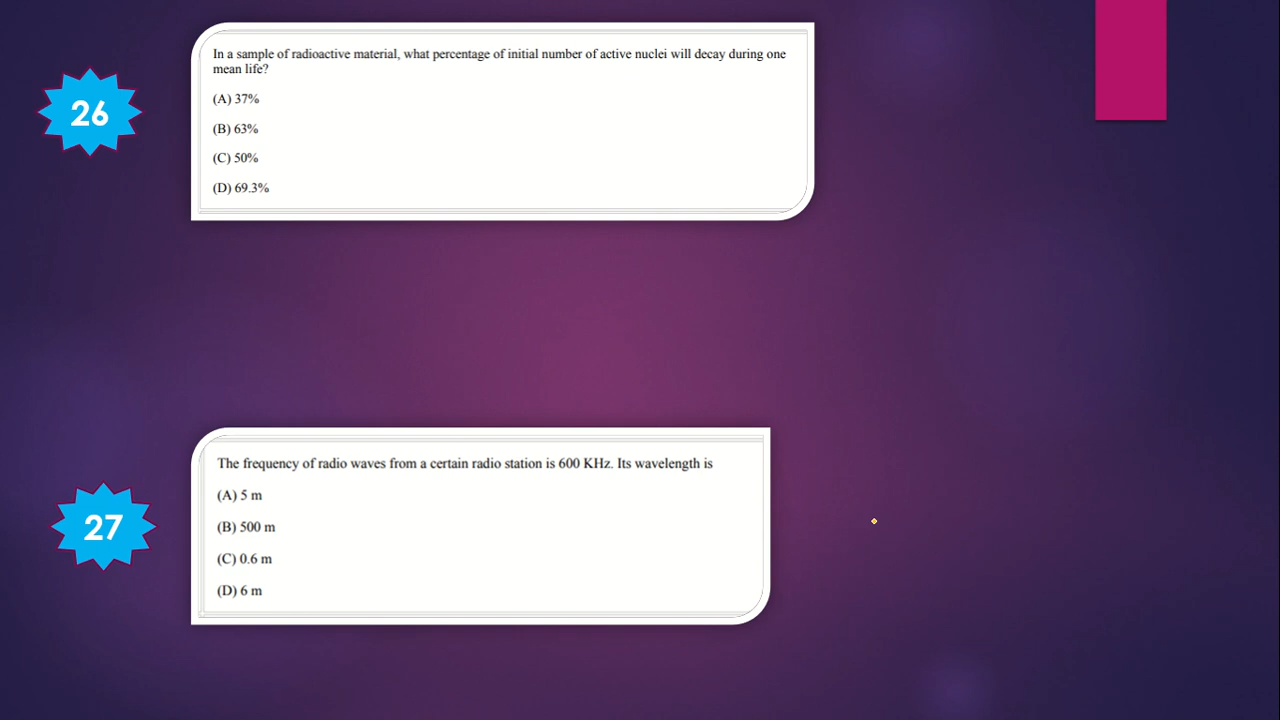 26
In a sample of radioactive material, what percentage of initial number of active nuclei will decay during one
mean life?
(A) 37%
(B) 63%
(C) 50%
(D) 69.3%
27
The frequency of radio waves from a certain radio station is 600 KHz. Its wavelength is
(A) 5 m
(B) 500 m
(C) 0.6 m
(D) 6 m